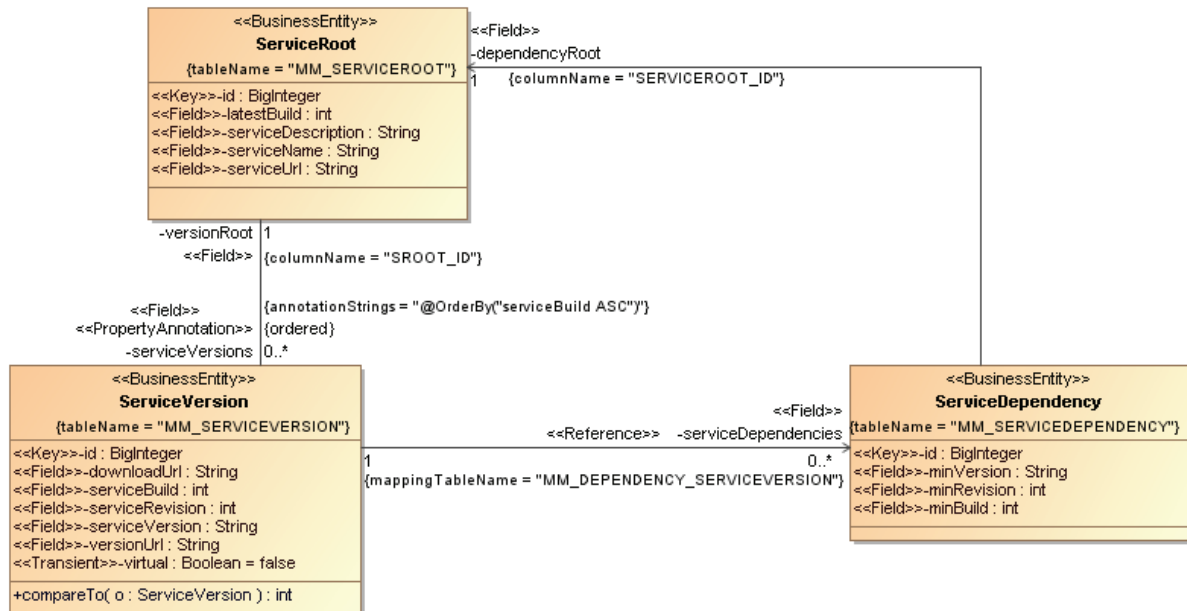 <<BusinessEntity>>
ServiceRoot
{tableName = "MM_SERVICEROOT"}
<<Key>>-id : BigInteger
<<Field>>-latestBuild : int
<<Field>>-serviceDescription : String
<<Field>>-serviceName : String
<<Field>>-serviceUrl : String
<<Field>>
-dependencyRoot
1 {columnName = "SERVICEROOT_ID"}
-versionRoot 1
<<Field>> {columnName = "SROOT_ID"}
<<Field>> {annotationStrings = "@OrderBy("serviceBuild ASC")"}
<<PropertyAnnotation>> {ordered}
-serviceVersions 0..*
<<BusinessEntity>>
ServiceVersion
{tableName = "MM_SERVICEVERSION"}
<<Key>>-id : BigInteger
<<Field>>-downloadUrl : String
<<Field>>-serviceBuild : int
<<Field>>-serviceRevision : int
<<Field>>-serviceVersion : String
<<Field>>-versionUrl : String
<<Transient>>-virtual : Boolean = false
+compareTo( o : ServiceVersion ) : int
<<Field>>
<<Reference>> -serviceDependencies
1 0..*
{mappingTableName = "MM_DEPENDENCY_SERVICEVERSION"}
<<BusinessEntity>>
ServiceDependency
{tableName = "MM_SERVICEDEPENDENCY"}
<<Key>>-id : BigInteger
<<Field>>-minVersion : String
<<Field>>-minRevision : int
<<Field>>-minBuild : int